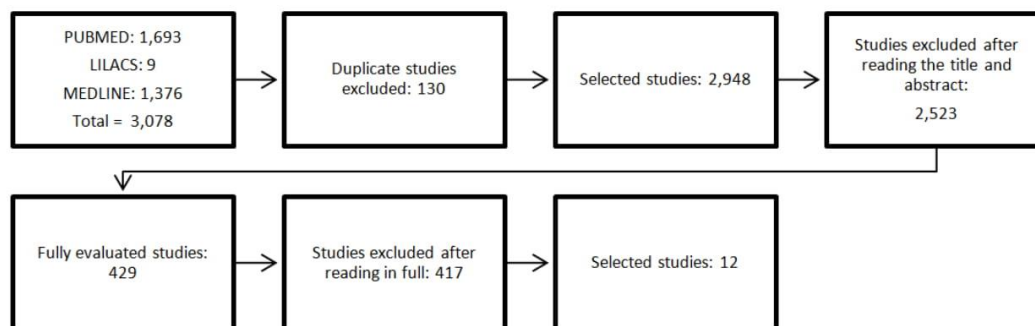 PUBMED: 1,693
LILACS: 9
MEDLINE: 1,376
Total = 3,078
Duplicate studies
excluded: 130
Selected studies: 2,948
Studies excluded after
reading the title and
abstract:
2,523
Fully evaluated studies:
429
Studies excluded after
reading in full: 417
Selected studies: 12